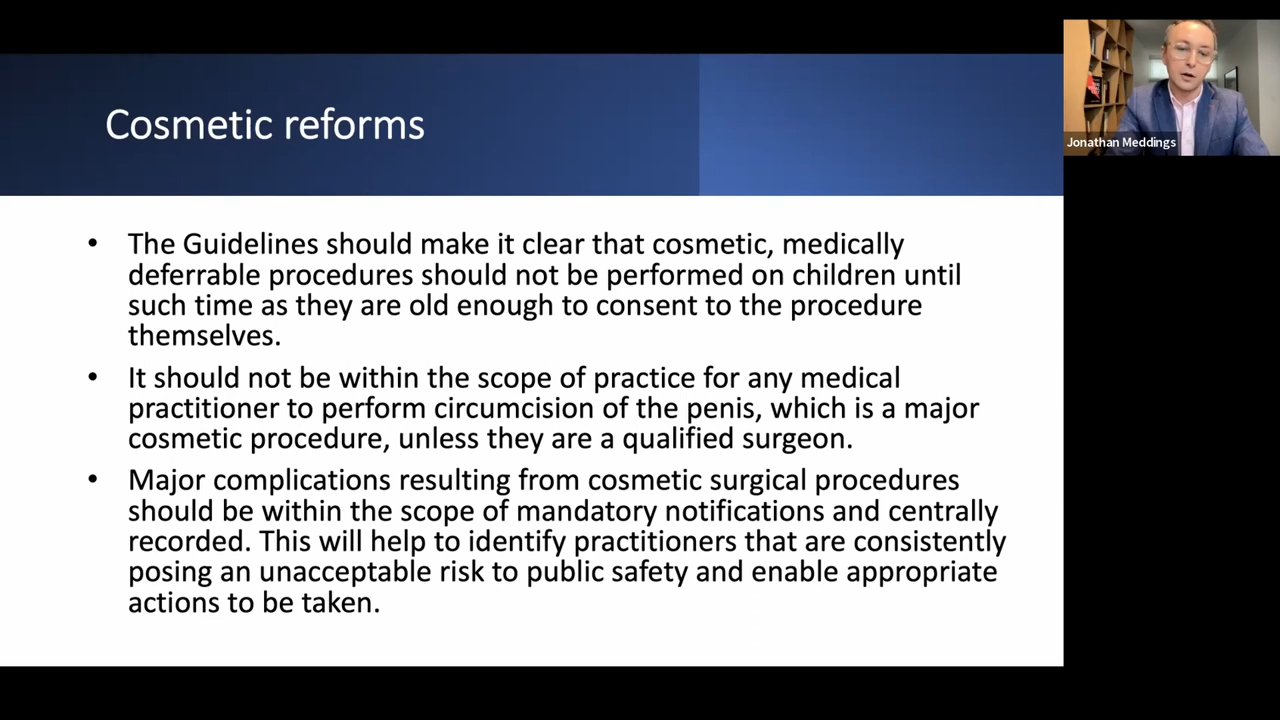 Cosmetic reforms
Jonathan Meddings
• The Guidelines should make it clear that cosmetic, medically
deferrable procedures should not be performed on children until
such time as they are old enough to consent to the procedure
themselves.
• It should not be within the scope of practice for any medical
practitioner to perform circumcision of the penis, which is a major
cosmetic procedure, unless they are a qualified surgeon.
• Major complications resulting from cosmetic surgical procedures
should be within the scope of mandatory notifications and centrally
recorded. This will help to identify practitioners that are consistently
posing an unacceptable risk to public safety and enable appropriate
actions to be taken.